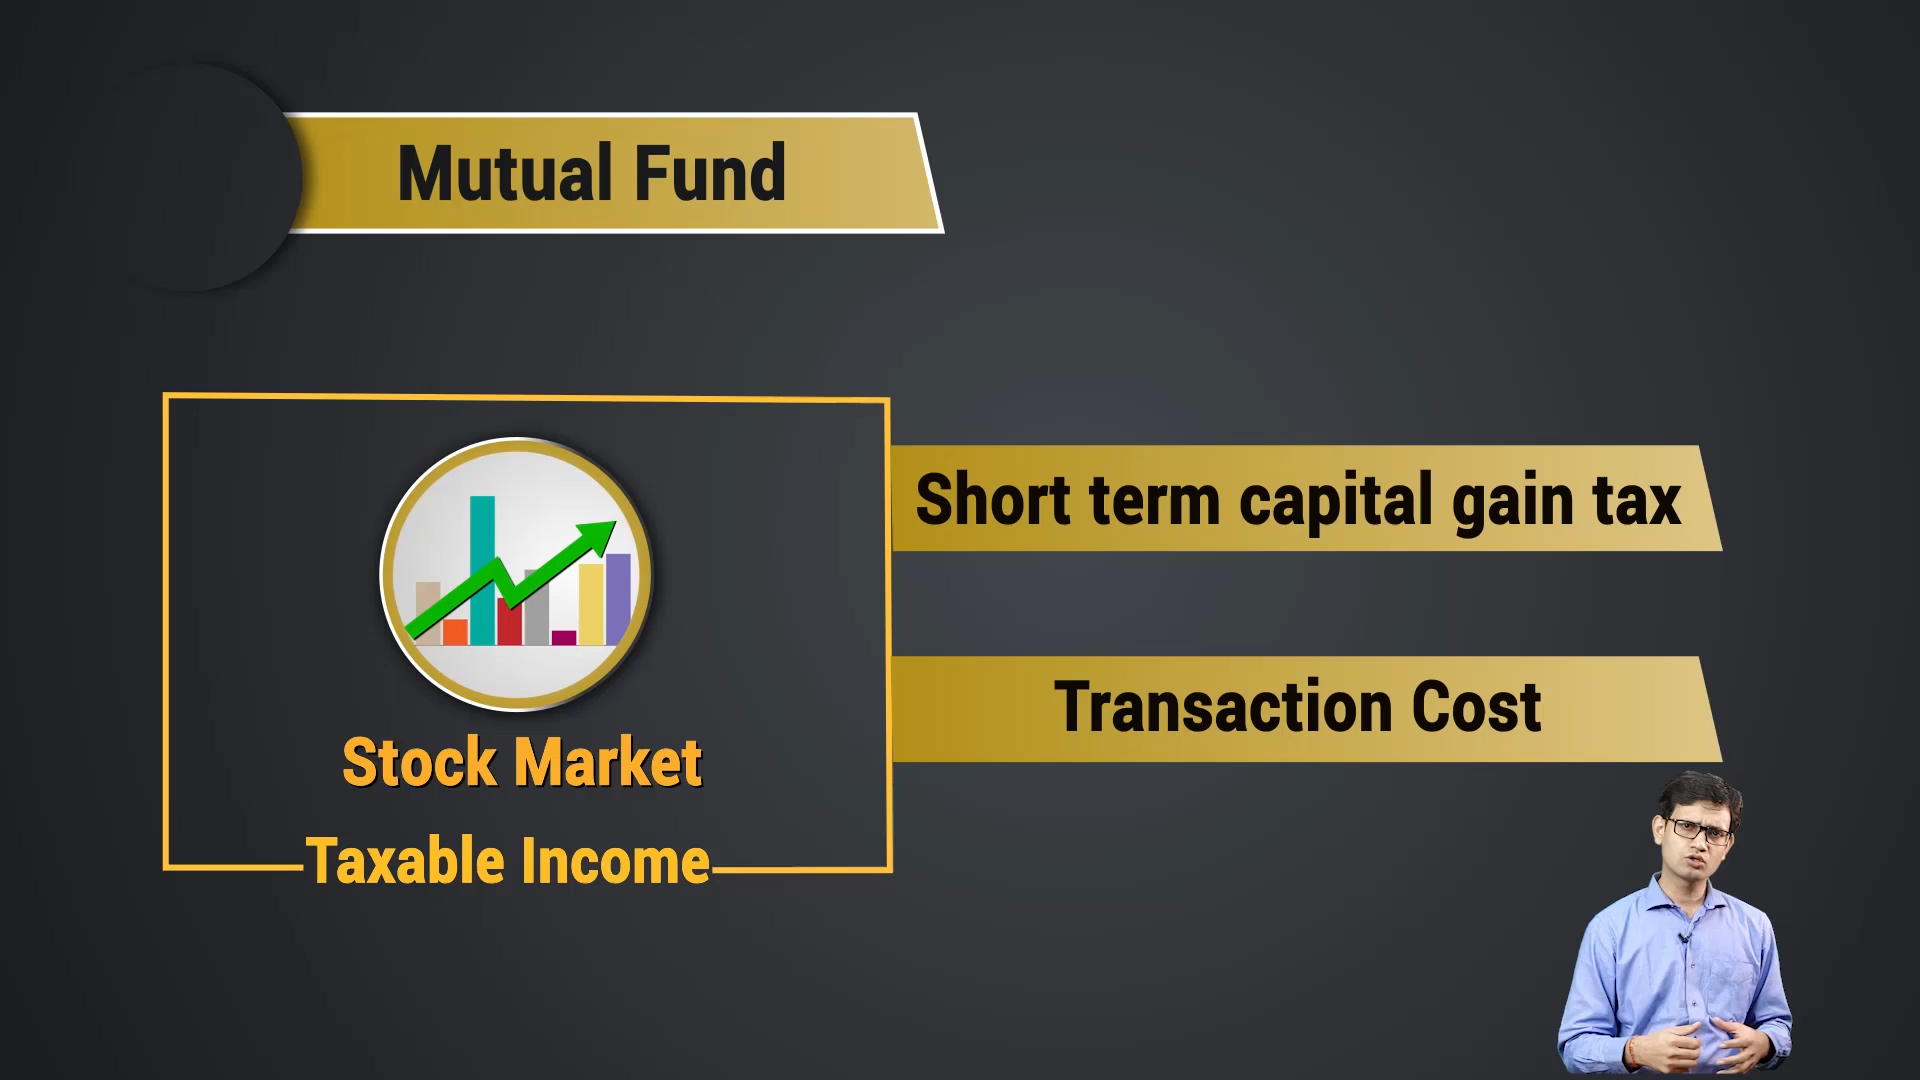 Mutual Fund
Short term capital gain tax
Transaction Cost
Stock Market
Taxable Income